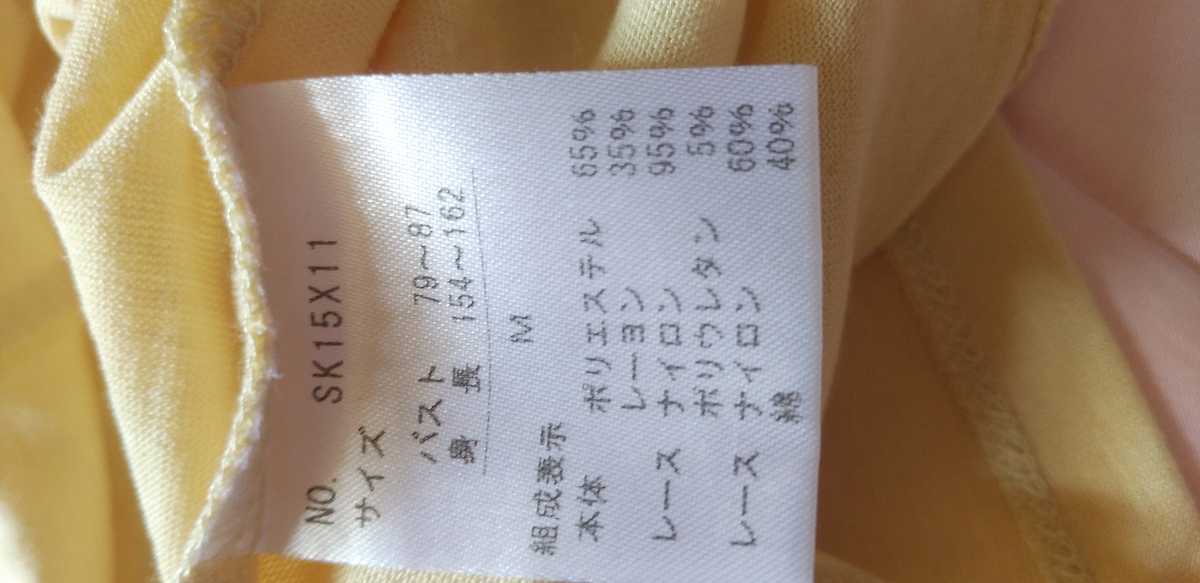 NO. SK15X11
サイズ
バスト 79～87
身 長 154～162
M
組成表示
本体 ポリエステル 65%
レーヨン 35%
レース ナイロン 95%
ポリウレタン 5%
レース ナイロン 60%
綿 40%